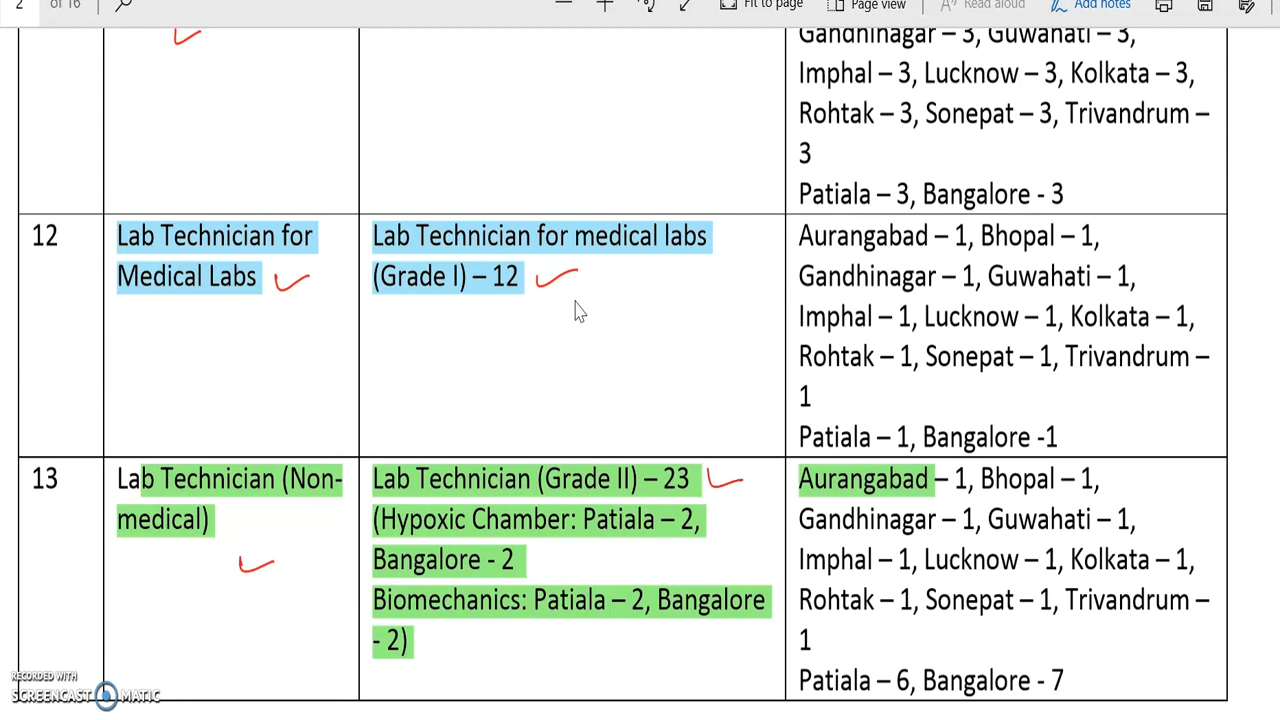 2 of 16 Fit to page Page view Read aloud Add notes
Gandhinagar – 3, Guwahati – 3,
Imphal – 3, Lucknow – 3, Kolkata – 3,
Rohtak – 3, Sonepat – 3, Trivandrum –
3
Patiala – 3, Bangalore - 3
12
Lab Technician for
Medical Labs
Lab Technician for medical labs
(Grade I) – 12
Aurangabad – 1, Bhopal – 1,
Gandhinagar – 1, Guwahati – 1,
Imphal – 1, Lucknow – 1, Kolkata – 1,
Rohtak – 1, Sonepat – 1, Trivandrum –
1
Patiala – 1, Bangalore -1
13
Lab Technician (Non-
medical)
Lab Technician (Grade II) – 23
(Hypoxic Chamber: Patiala – 2,
Bangalore - 2
Biomechanics: Patiala – 2, Bangalore
- 2)
Aurangabad – 1, Bhopal – 1,
Gandhinagar – 1, Guwahati – 1,
Imphal – 1, Lucknow – 1, Kolkata – 1,
Rohtak – 1, Sonepat – 1, Trivandrum –
1
Patiala – 6, Bangalore - 7
RECORDED WITH
SCREENCAST MATIC